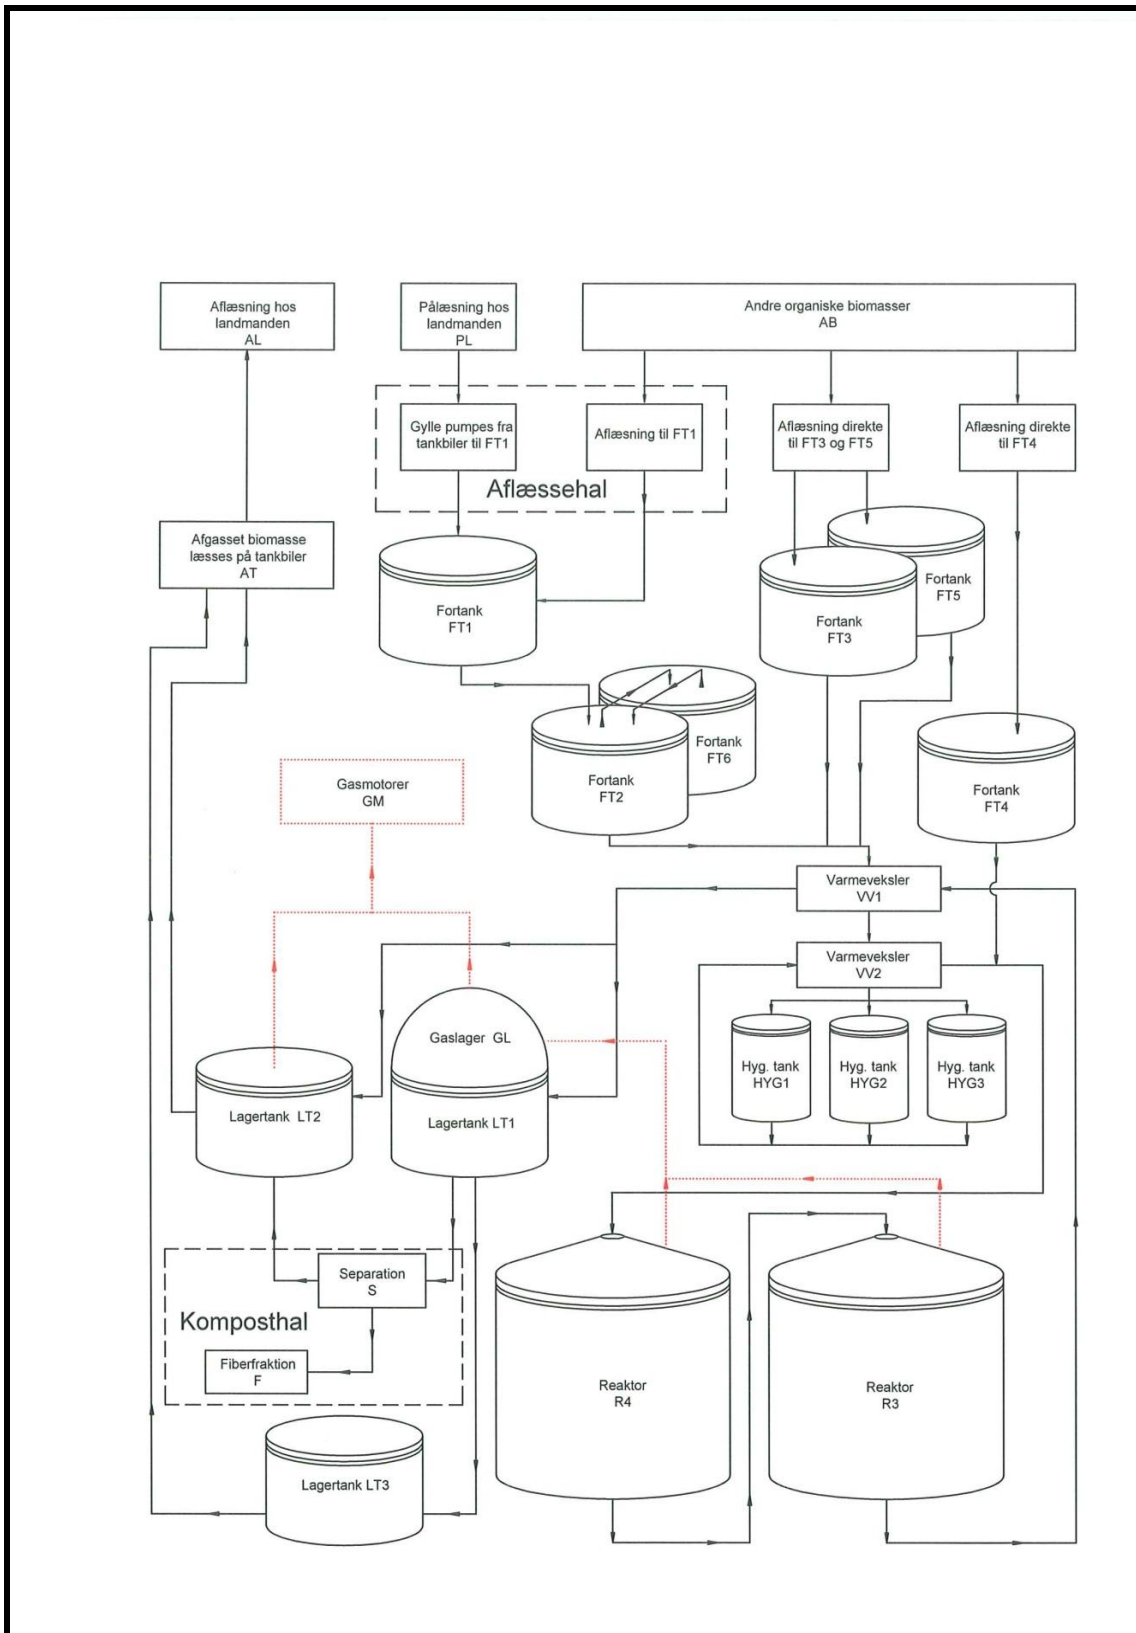 Aflæsning hos
landmanden
AL
Pålæsning hos
landmanden
PL
Andre organiske biomasser
AB
Gylle pumpes fra
tankbiler til FT1
Aflæsning til FT1
Aflæsning direkte
til FT3 og FT5
Aflæsning direkte
til FT4
Aflæssehal
Afgasset biomasse
læsses på tankbiler
AT
Fortank
FT1
Fortank
FT5
Fortank
FT3
Fortank
FT6
Fortank
FT2
Fortank
FT4
Gasmotorer
GM
Varmeveksler
VV1
Varmeveksler
VV2
Gaslager GL
Hyg. tank
HYG1
Hyg. tank
HYG2
Hyg. tank
HYG3
Lagertank LT2
Lagertank LT1
Separation
S
Komposthal
Fiberfraktion
F
Reaktor
R4
Reaktor
R3
Lagertank LT3